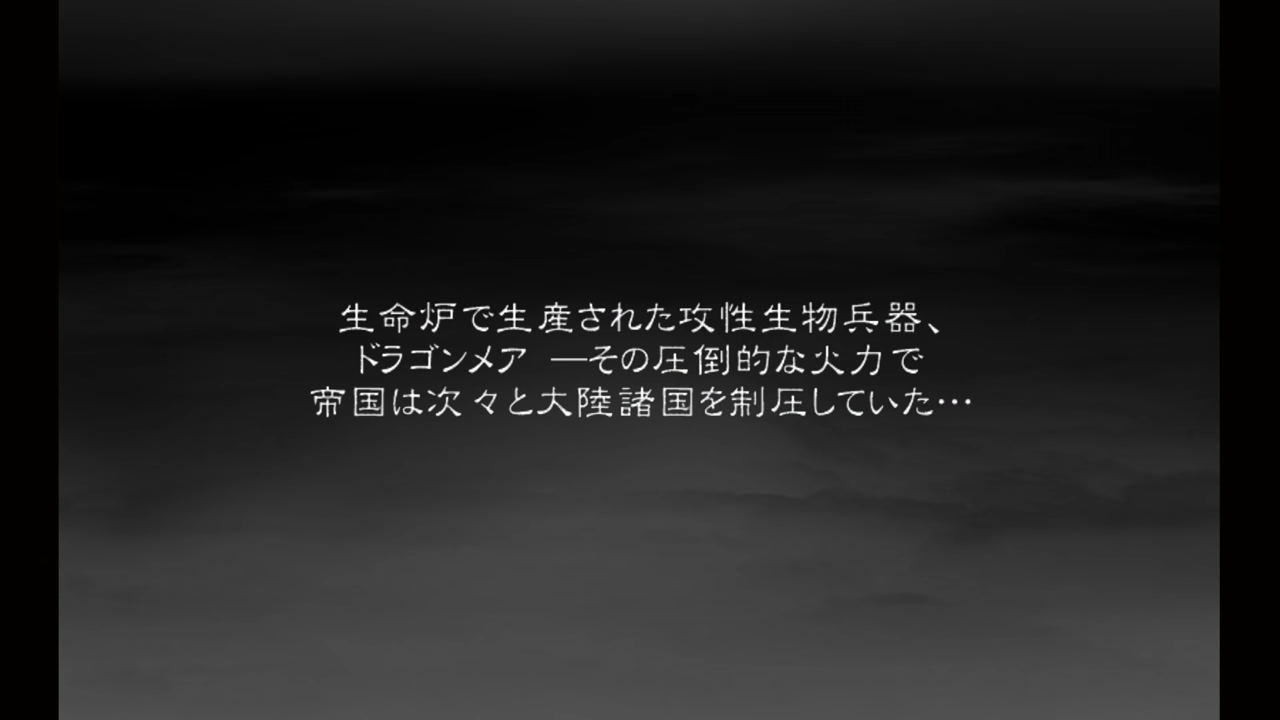 生命炉で生産された攻性生物兵器、
ドラゴンメア ―その圧倒的な火力で
帝国は次々と大陸諸国を制圧していた…